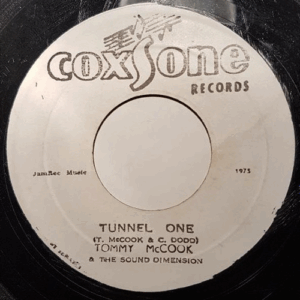 coxsone
RECORDS
JamRec Music
1975
TUNNEL ONE
(T. McCOOK & C. DODD)
TOMMY McCOOK
& THE SOUND DIMENSION